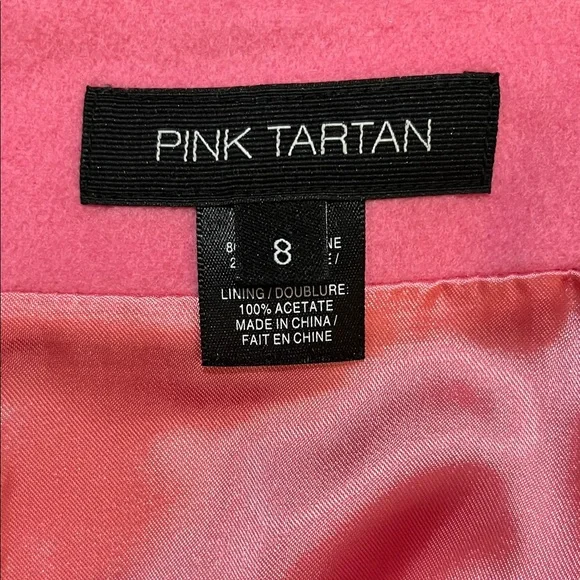 PINK TARTAN
8
LINING / DOUBLURE:
100% ACETATE
MADE IN CHINA /
FAIT EN CHINE